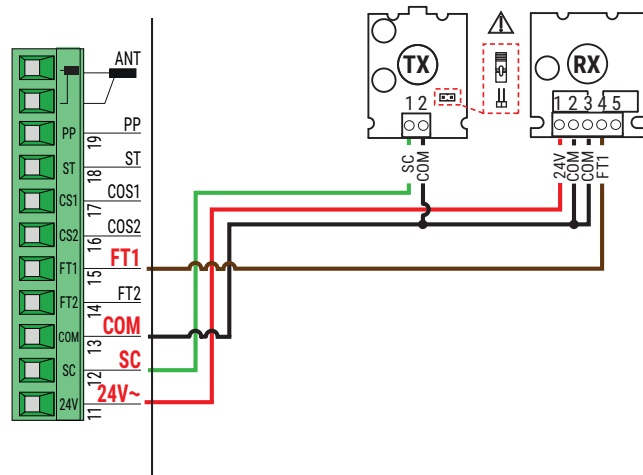 ANT
PP 19 PP
ST 18 ST
CS1 17 COS1
CS2 16 COS2
FT1 15 FT1
FT2 14 FT2
COM 13 COM
SC 12 SC
24V 11 24V~
TX
1 2
SC
COM
RX
1 2 3 4 5
24V
COM
COM
FT1